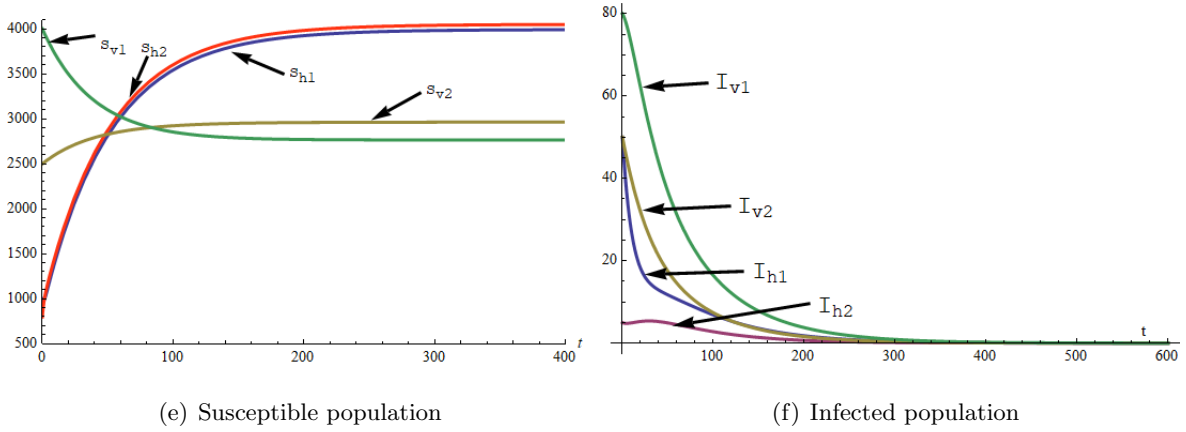 4000
3500
3000
2500
2000
1500
1000
500
0
100
200
300
400
t
s_v1
s_h2
s_h1
s_v2
80
60
40
20
100
200
300
400
500
600
t
I_v1
I_v2
I_h1
I_h2
(e) Susceptible population
(f) Infected population